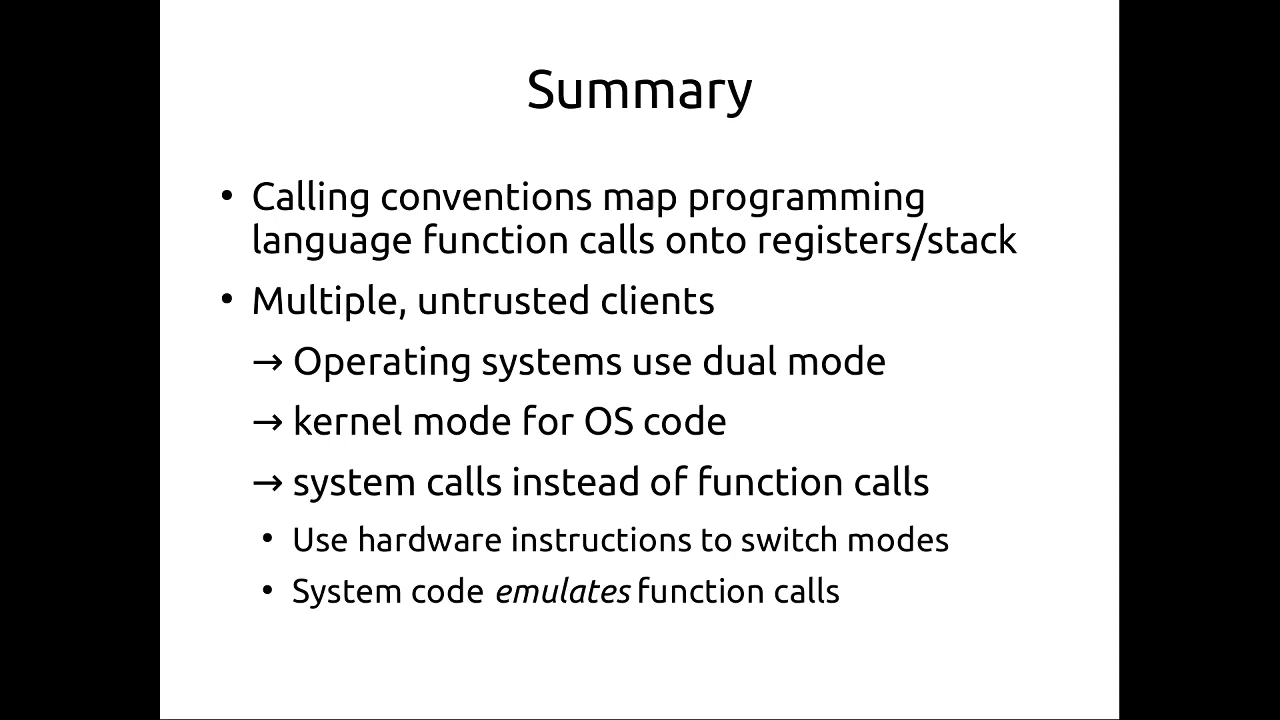 Summary
• Calling conventions map programming
language function calls onto registers/stack
• Multiple, untrusted clients
→ Operating systems use dual mode
→ kernel mode for OS code
→ system calls instead of function calls
• Use hardware instructions to switch modes
• System code emulates function calls